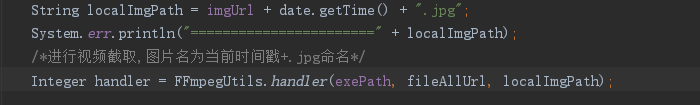 String localImgPath = imgUrl + date.getTime() + ".jpg";
System.err.println("=======================" + localImgPath);
/*进行视频截取,图片名为当前时间戳+.jpg命名*/
Integer handler = FFmpegUtils.handler(exePath, fileAllUrl, localImgPath);